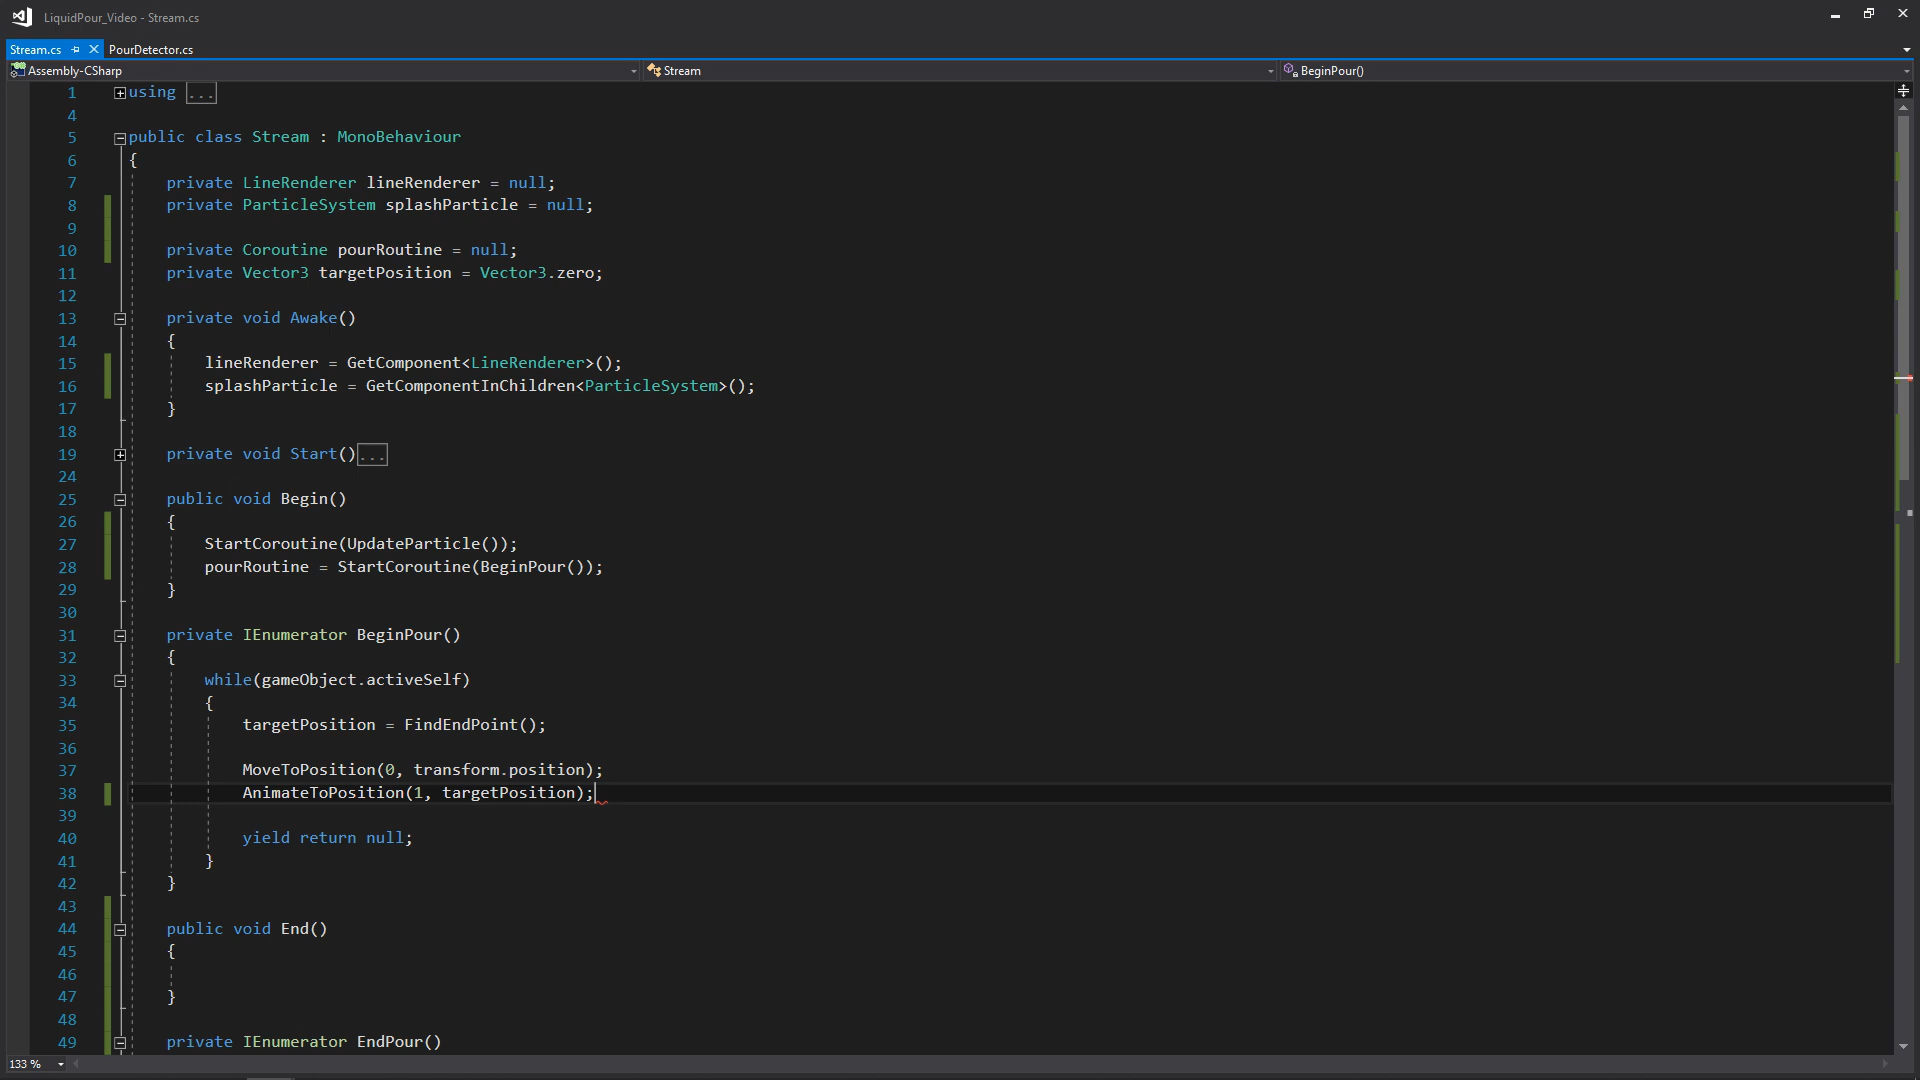 LiquidPour_Video - Stream.cs
Stream.cs PourDetector.cs
Assembly-CSharp Stream BeginPour()
1 using ...
4
5 public class Stream : MonoBehaviour
6 {
7 private LineRenderer lineRenderer = null;
8 private ParticleSystem splashParticle = null;
9
10 private Coroutine pourRoutine = null;
11 private Vector3 targetPosition = Vector3.zero;
12
13 private void Awake()
14 {
15 lineRenderer = GetComponent<LineRenderer>();
16 splashParticle = GetComponentInChildren<ParticleSystem>();
17 }
18
19 private void Start()...
24
25 public void Begin()
26 {
27 StartCoroutine(UpdateParticle());
28 pourRoutine = StartCoroutine(BeginPour());
29 }
30
31 private IEnumerator BeginPour()
32 {
33 while(gameObject.activeSelf)
34 {
35 targetPosition = FindEndPoint();
36
37 MoveToPosition(0, transform.position);
38 AnimateToPosition(1, targetPosition);
39
40 yield return null;
41 }
42 }
43
44 public void End()
45 {
46
47 }
48
49 private IEnumerator EndPour()
133 %